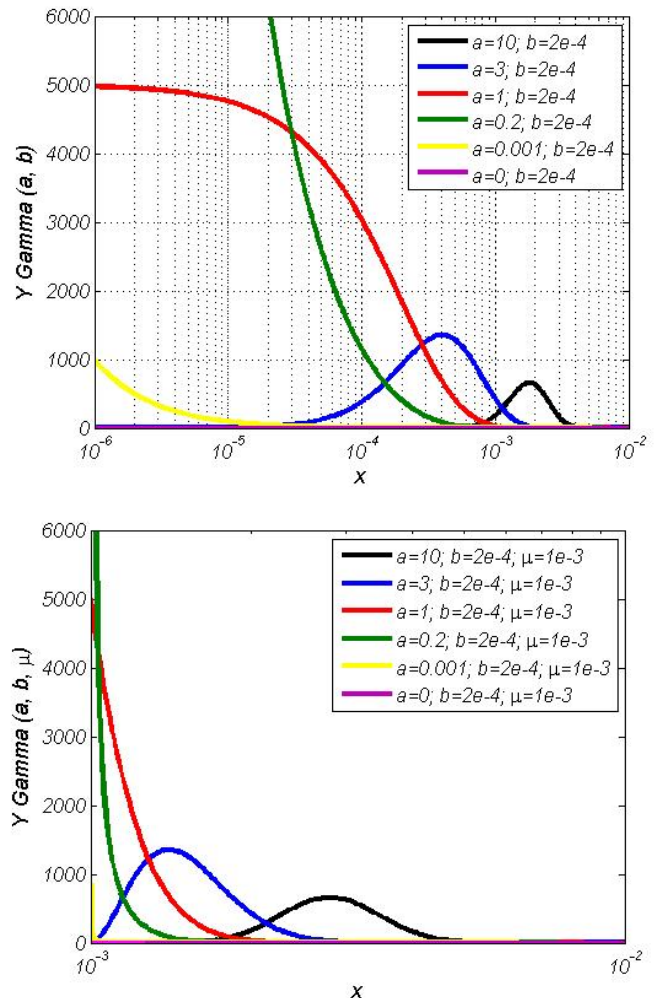 6000
5000
4000
3000
2000
1000
0
Y Gamma (a, b)
a=10; b=2e-4
a=3; b=2e-4
a=1; b=2e-4
a=0.2; b=2e-4
a=0.001; b=2e-4
a=0; b=2e-4
10⁻⁶ 10⁻⁵ 10⁻⁴ 10⁻³ 10⁻²
x
6000
5000
4000
3000
2000
1000
0
Y Gamma (a, b, μ)
a=10; b=2e-4; μ=1e-3
a=3; b=2e-4; μ=1e-3
a=1; b=2e-4; μ=1e-3
a=0.2; b=2e-4; μ=1e-3
a=0.001; b=2e-4; μ=1e-3
a=0; b=2e-4; μ=1e-3
10⁻³ 10⁻²
x